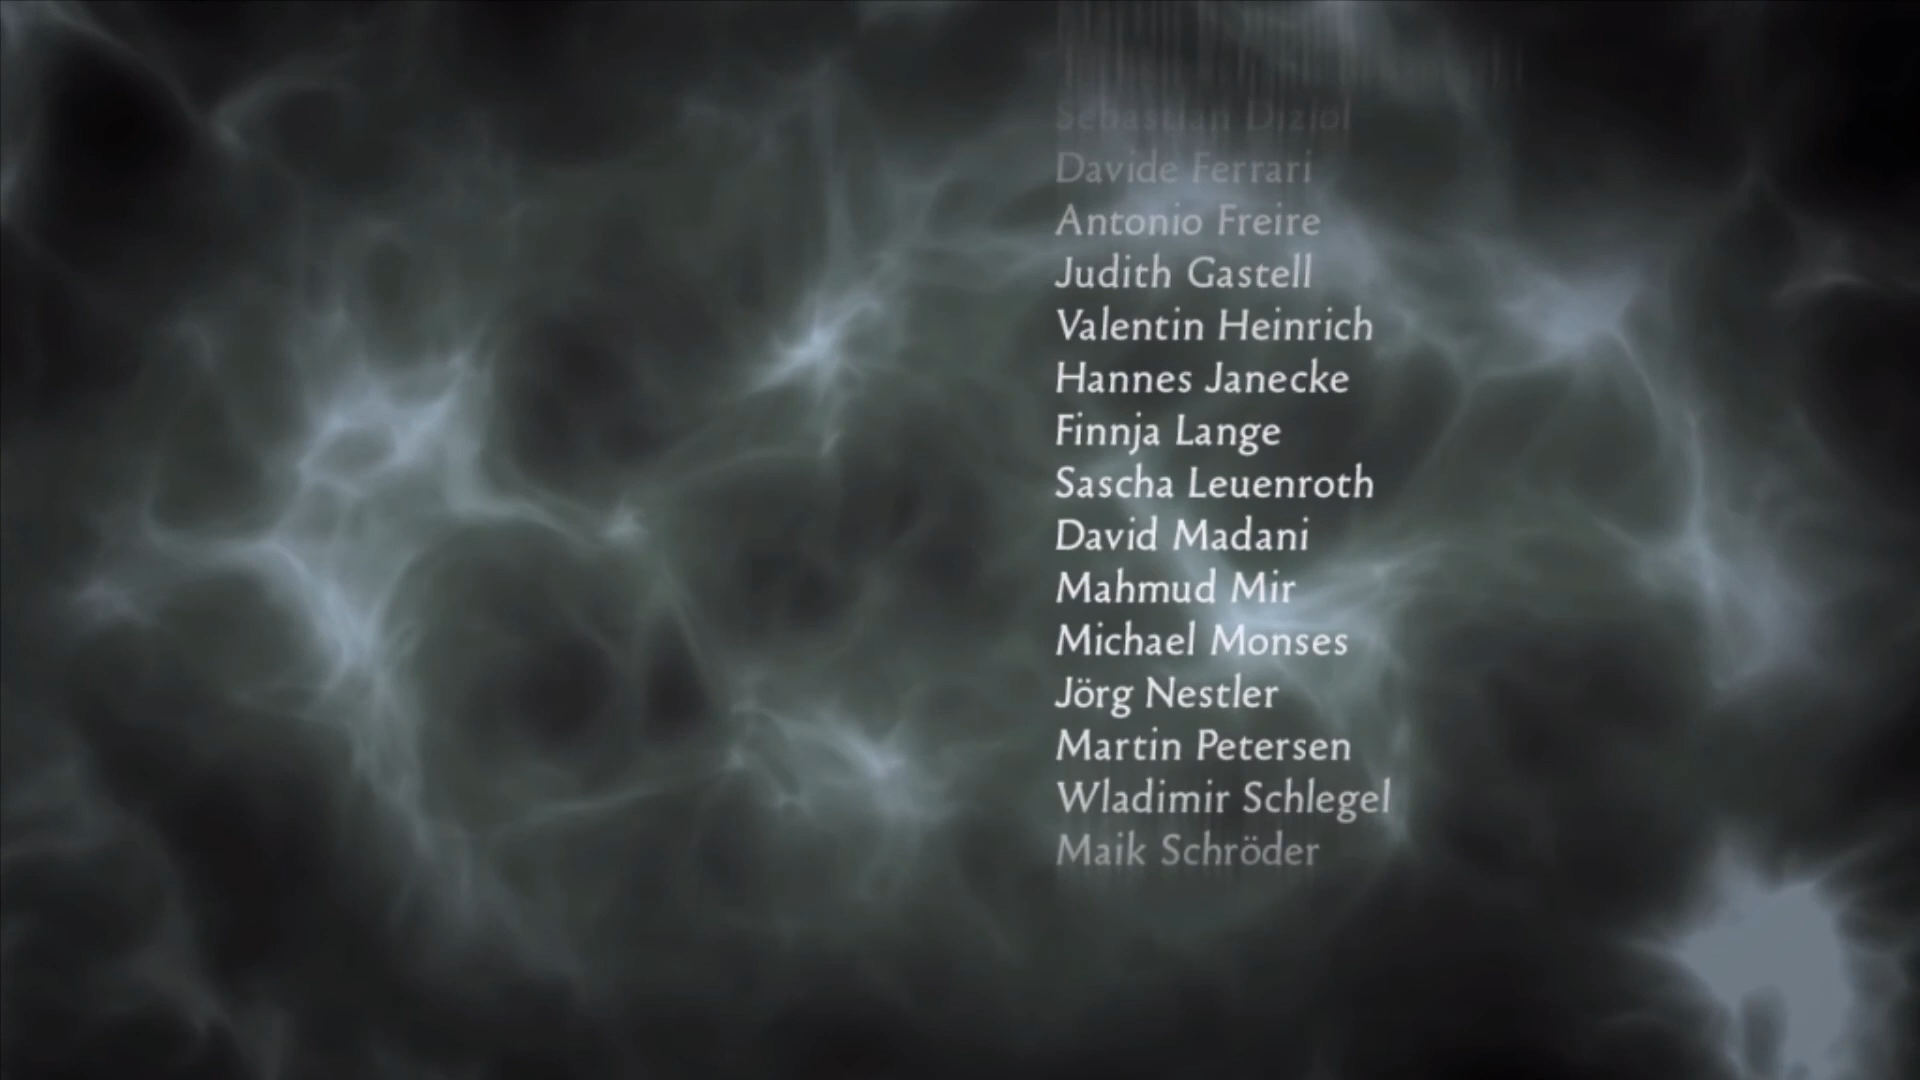 Sebastian Diziol
Davide Ferrari
Antonio Freire
Judith Gastell
Valentin Heinrich
Hannes Janecke
Finnja Lange
Sascha Leuenroth
David Madani
Mahmud Mir
Michael Monses
Jörg Nestler
Martin Petersen
Wladimir Schlegel
Maik Schröder